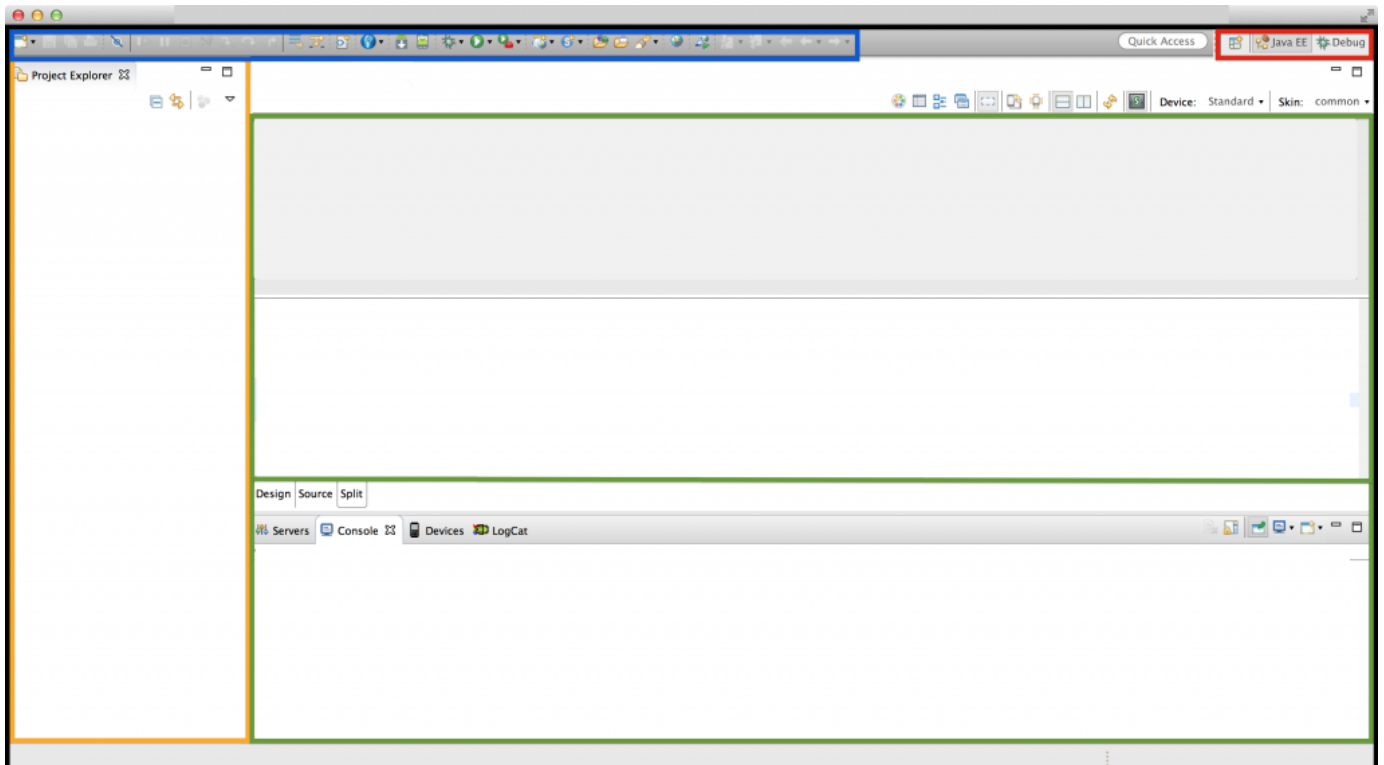 Quick Access Java EE Debug
Project Explorer
Device: Standard Skin: common
Design Source Split
Servers Console Devices LogCat